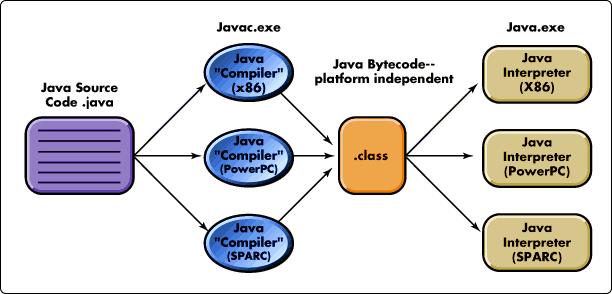 Javac.exe
Java.exe
Java Source
Code .java
Java
"Compiler"
(x86)
Java
"Compiler"
(PowerPC)
Java
"Compiler"
(SPARC)
Java Bytecode--
platform independent
.class
Java
Interpreter
(X86)
Java
Interpreter
(PowerPC)
Java
Interpreter
(SPARC)